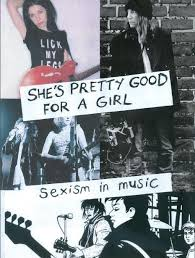 LICK
MY
LEGS
SHE'S PRETTY GOOD
FOR A GIRL
Sexism in music